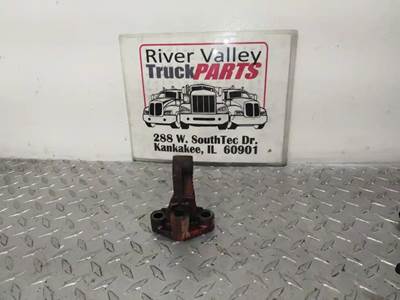 River Valley
TruckPARTS
288 W. SouthTec Dr.
Kankakee, IL 60901